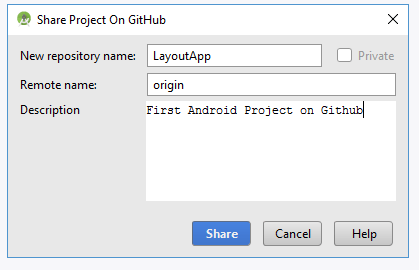 Share Project On GitHub
New repository name: LayoutApp Private
Remote name: origin
Description First Android Project on Github
Share Cancel Help